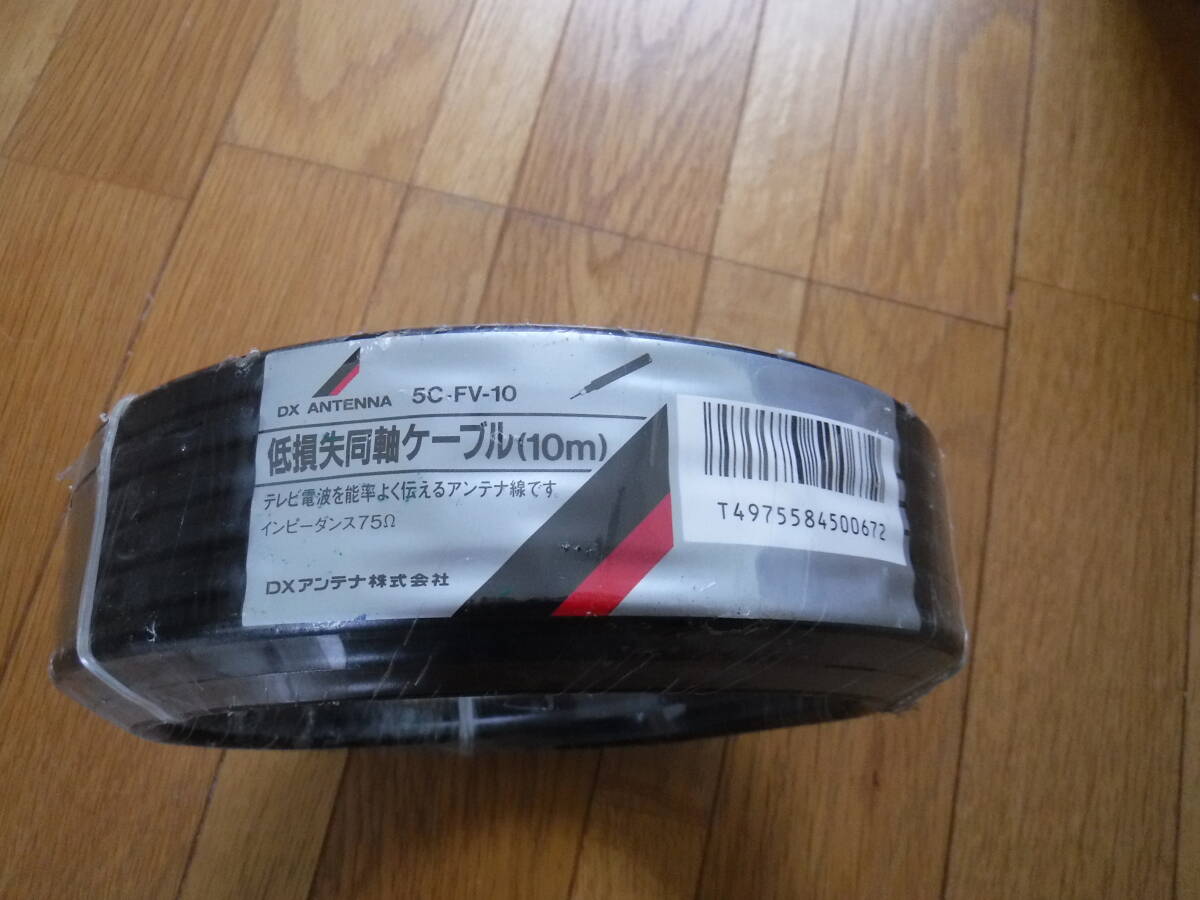 DX ANTENNA 5C-FV-10
低損失同軸ケーブル(10m)
テレビ電波を能率よく伝えるアンテナ線です
インピーダンス75Ω
DXアンテナ株式会社
T4975584500672